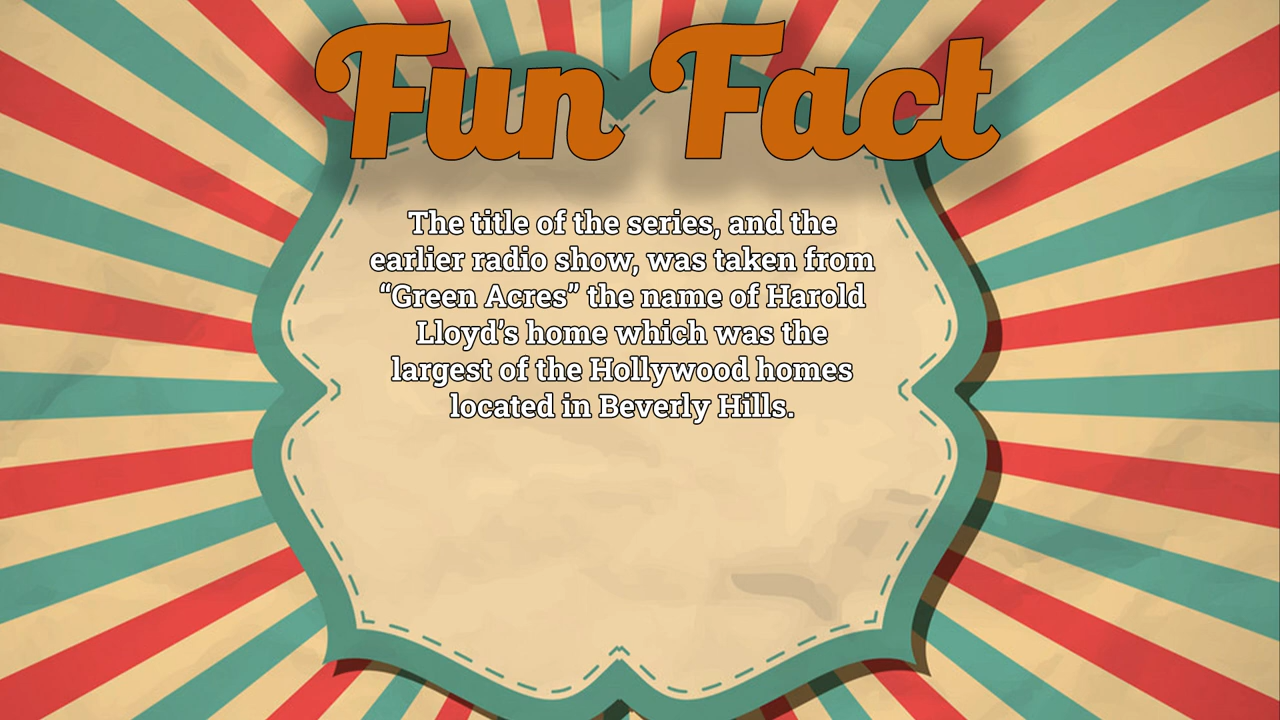 Fun Fact
The title of the series, and the
earlier radio show, was taken from
“Green Acres” the name of Harold
Lloyd’s home which was the
largest of the Hollywood homes
located in Beverly Hills.